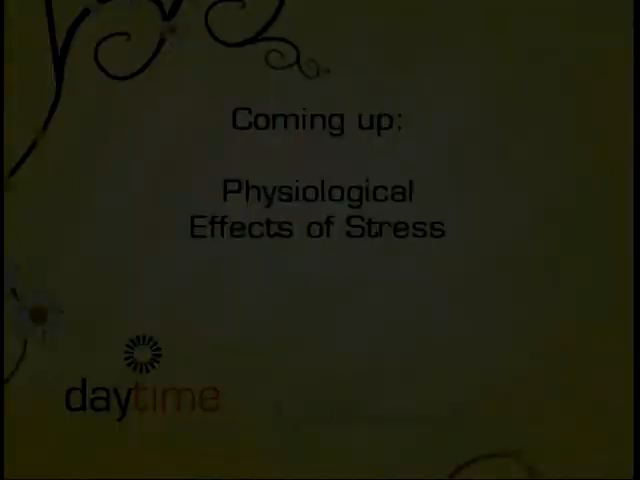 Coming up:
Physiological
Effects of Stress
daytime